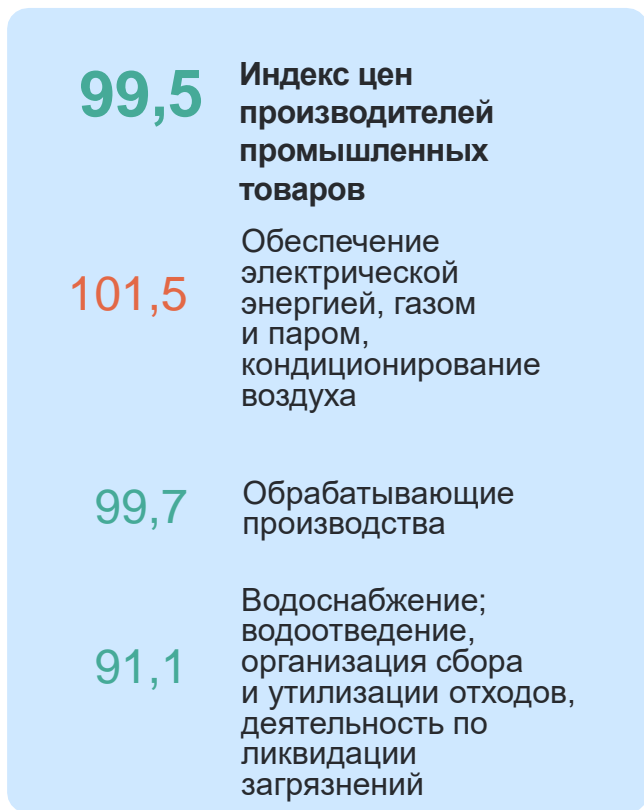 99,5
Индекс цен
производителей
промышленных
товаров
101,5
Обеспечение
электрической
энергией, газом
и паром,
кондиционирование
воздуха
99,7
Обрабатывающие
производства
91,1
Водоснабжение;
водоотведение,
организация сбора
и утилизации отходов,
деятельность по
ликвидации
загрязнений